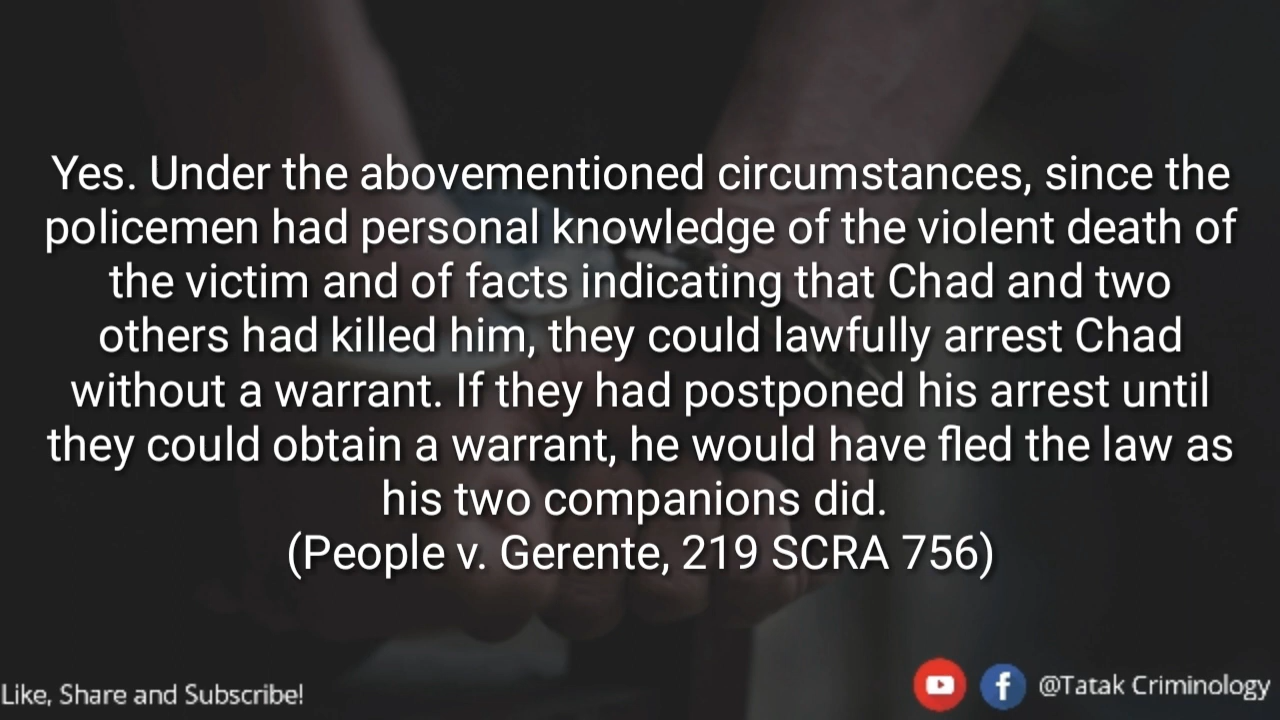 Yes. Under the abovementioned circumstances, since the
policemen had personal knowledge of the violent death of
the victim and of facts indicating that Chad and two
others had killed him, they could lawfully arrest Chad
without a warrant. If they had postponed his arrest until
they could obtain a warrant, he would have fled the law as
his two companions did.
(People v. Gerente, 219 SCRA 756)
Like, Share and Subscribe!
@Tatak Criminology